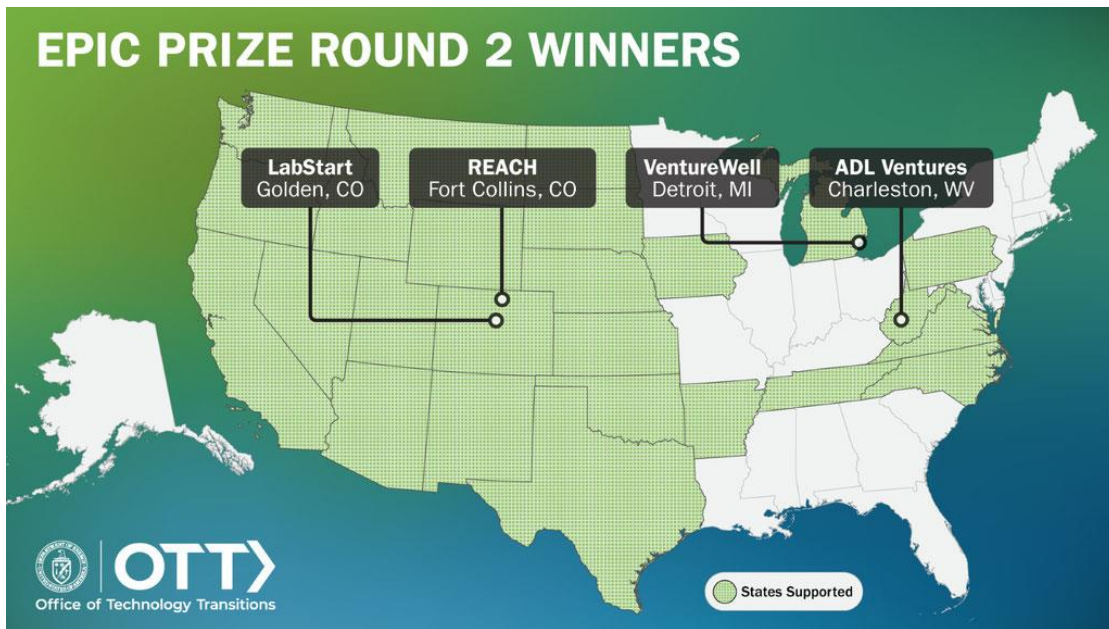 EPIC PRIZE ROUND 2 WINNERS
LabStart
Golden, CO
REACH
Fort Collins, CO
VentureWell
Detroit, MI
ADL Ventures
Charleston, WV
OTT
Office of Technology Transitions
States Supported